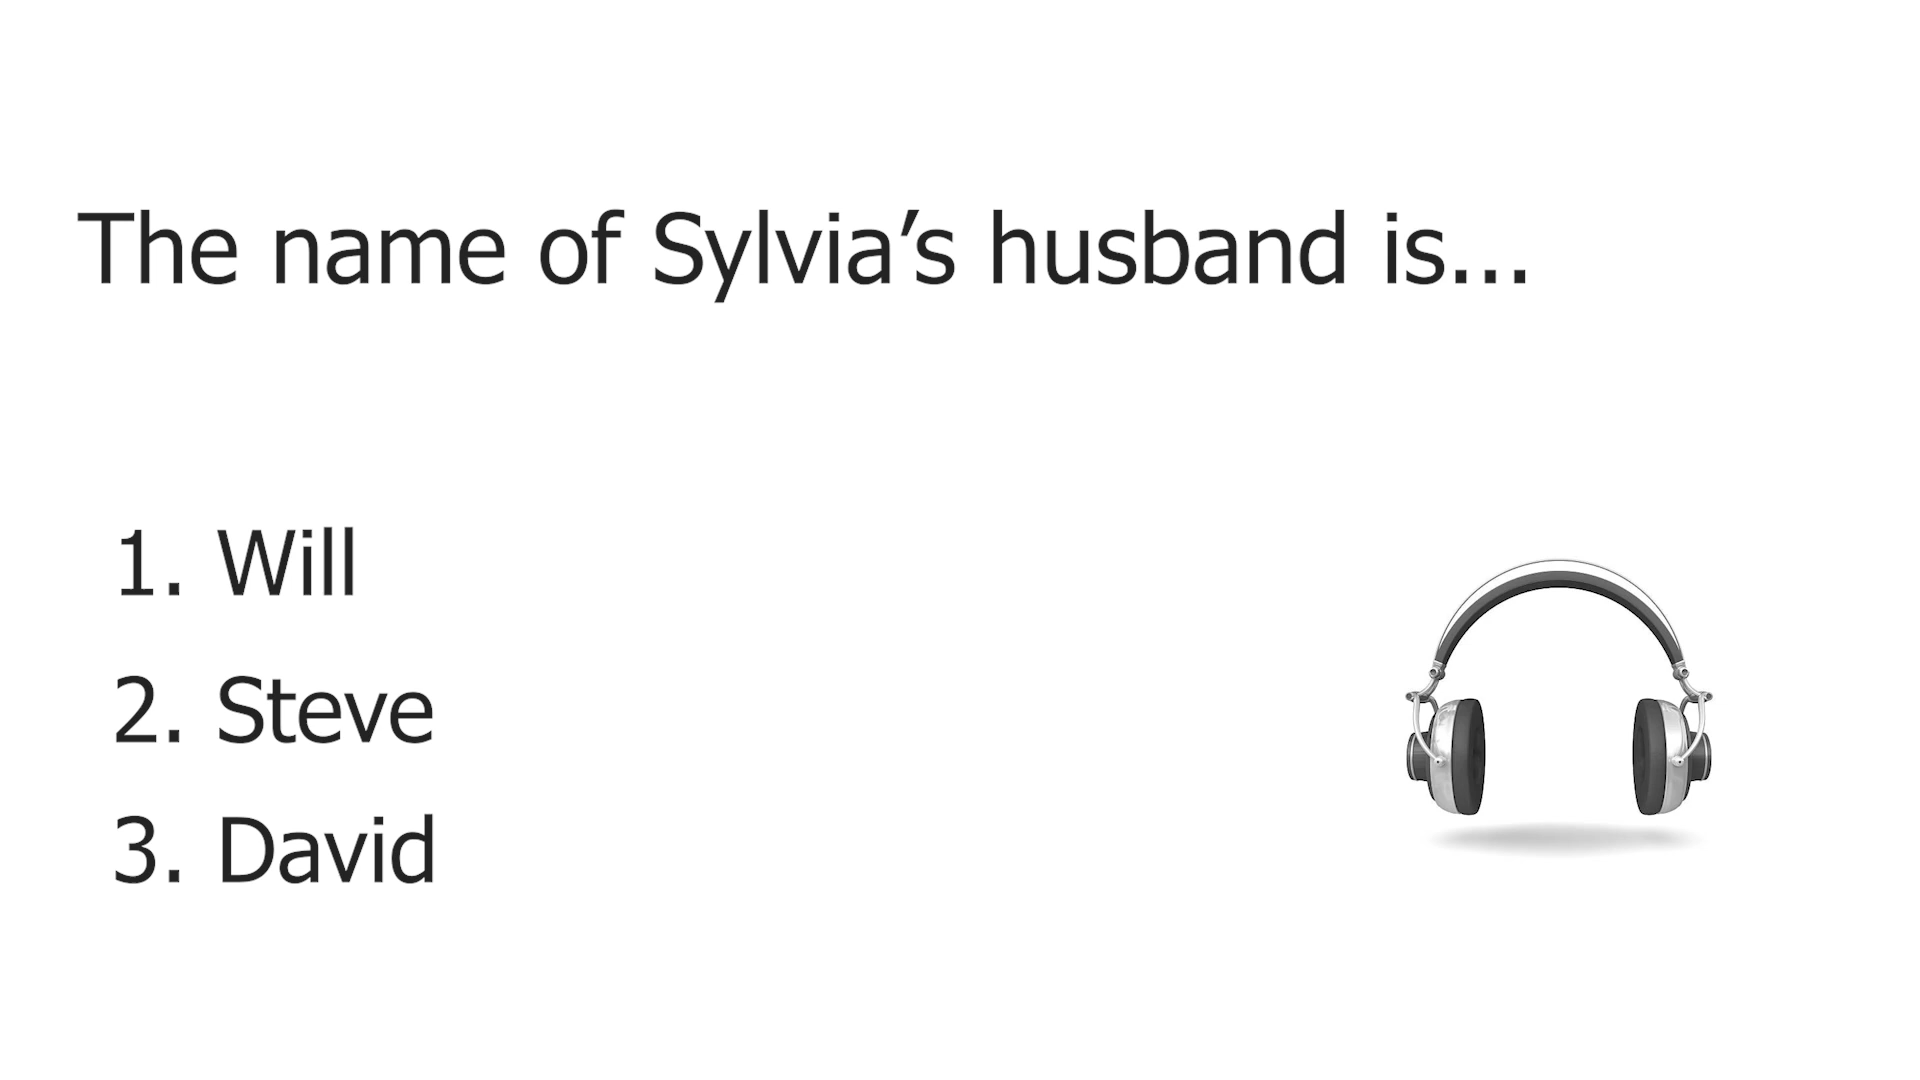 The name of Sylvia’s husband is...
1. Will
2. Steve
3. David